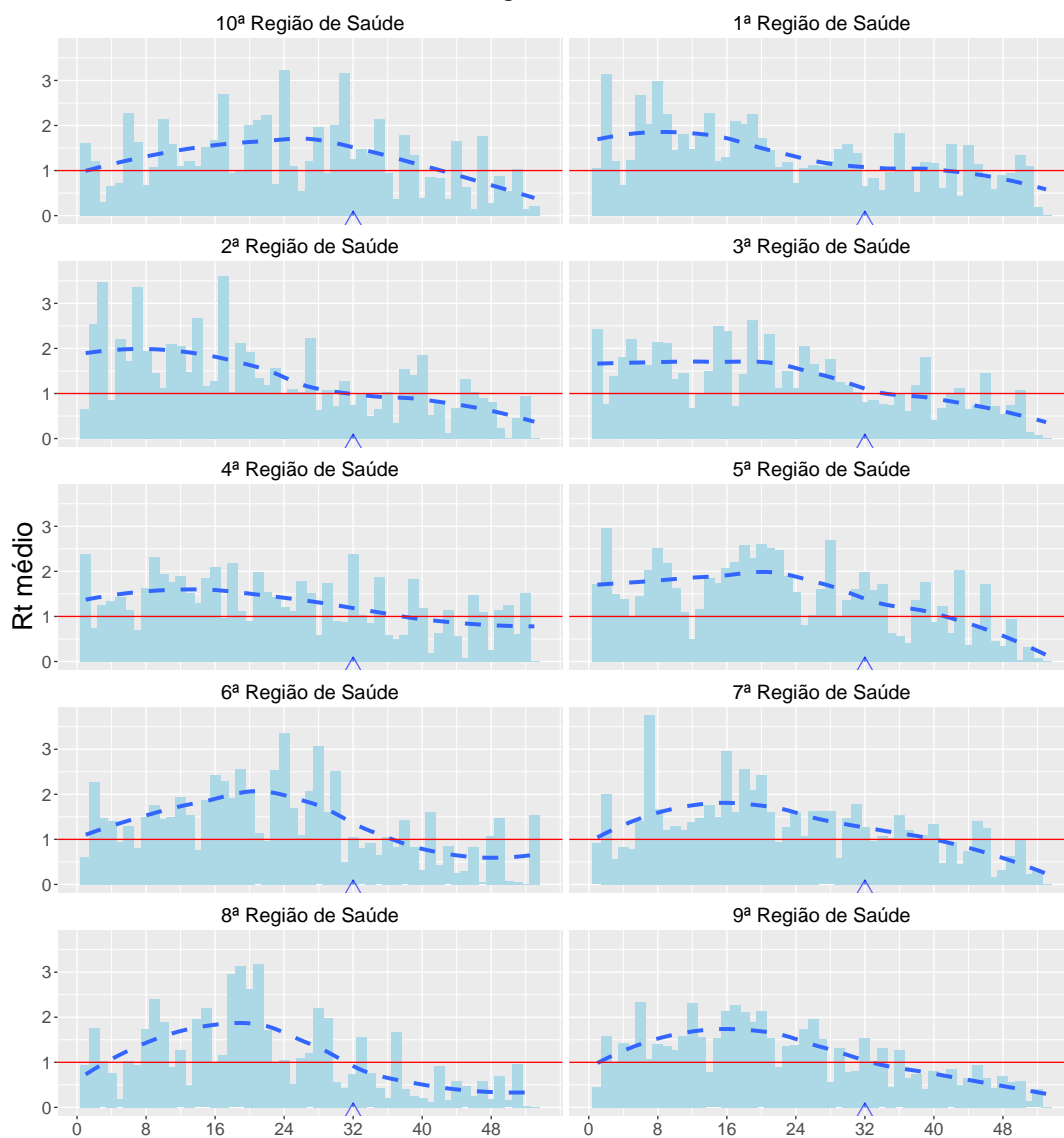 10ª Região de Saúde
1ª Região de Saúde
3
2
1
0
2ª Região de Saúde
3ª Região de Saúde
3
2
1
0
4ª Região de Saúde
5ª Região de Saúde
3
2
1
0
Rt médio
6ª Região de Saúde
7ª Região de Saúde
3
2
1
0
8ª Região de Saúde
9ª Região de Saúde
3
2
1
0
0 8 16 24 32 40 48
0 8 16 24 32 40 48